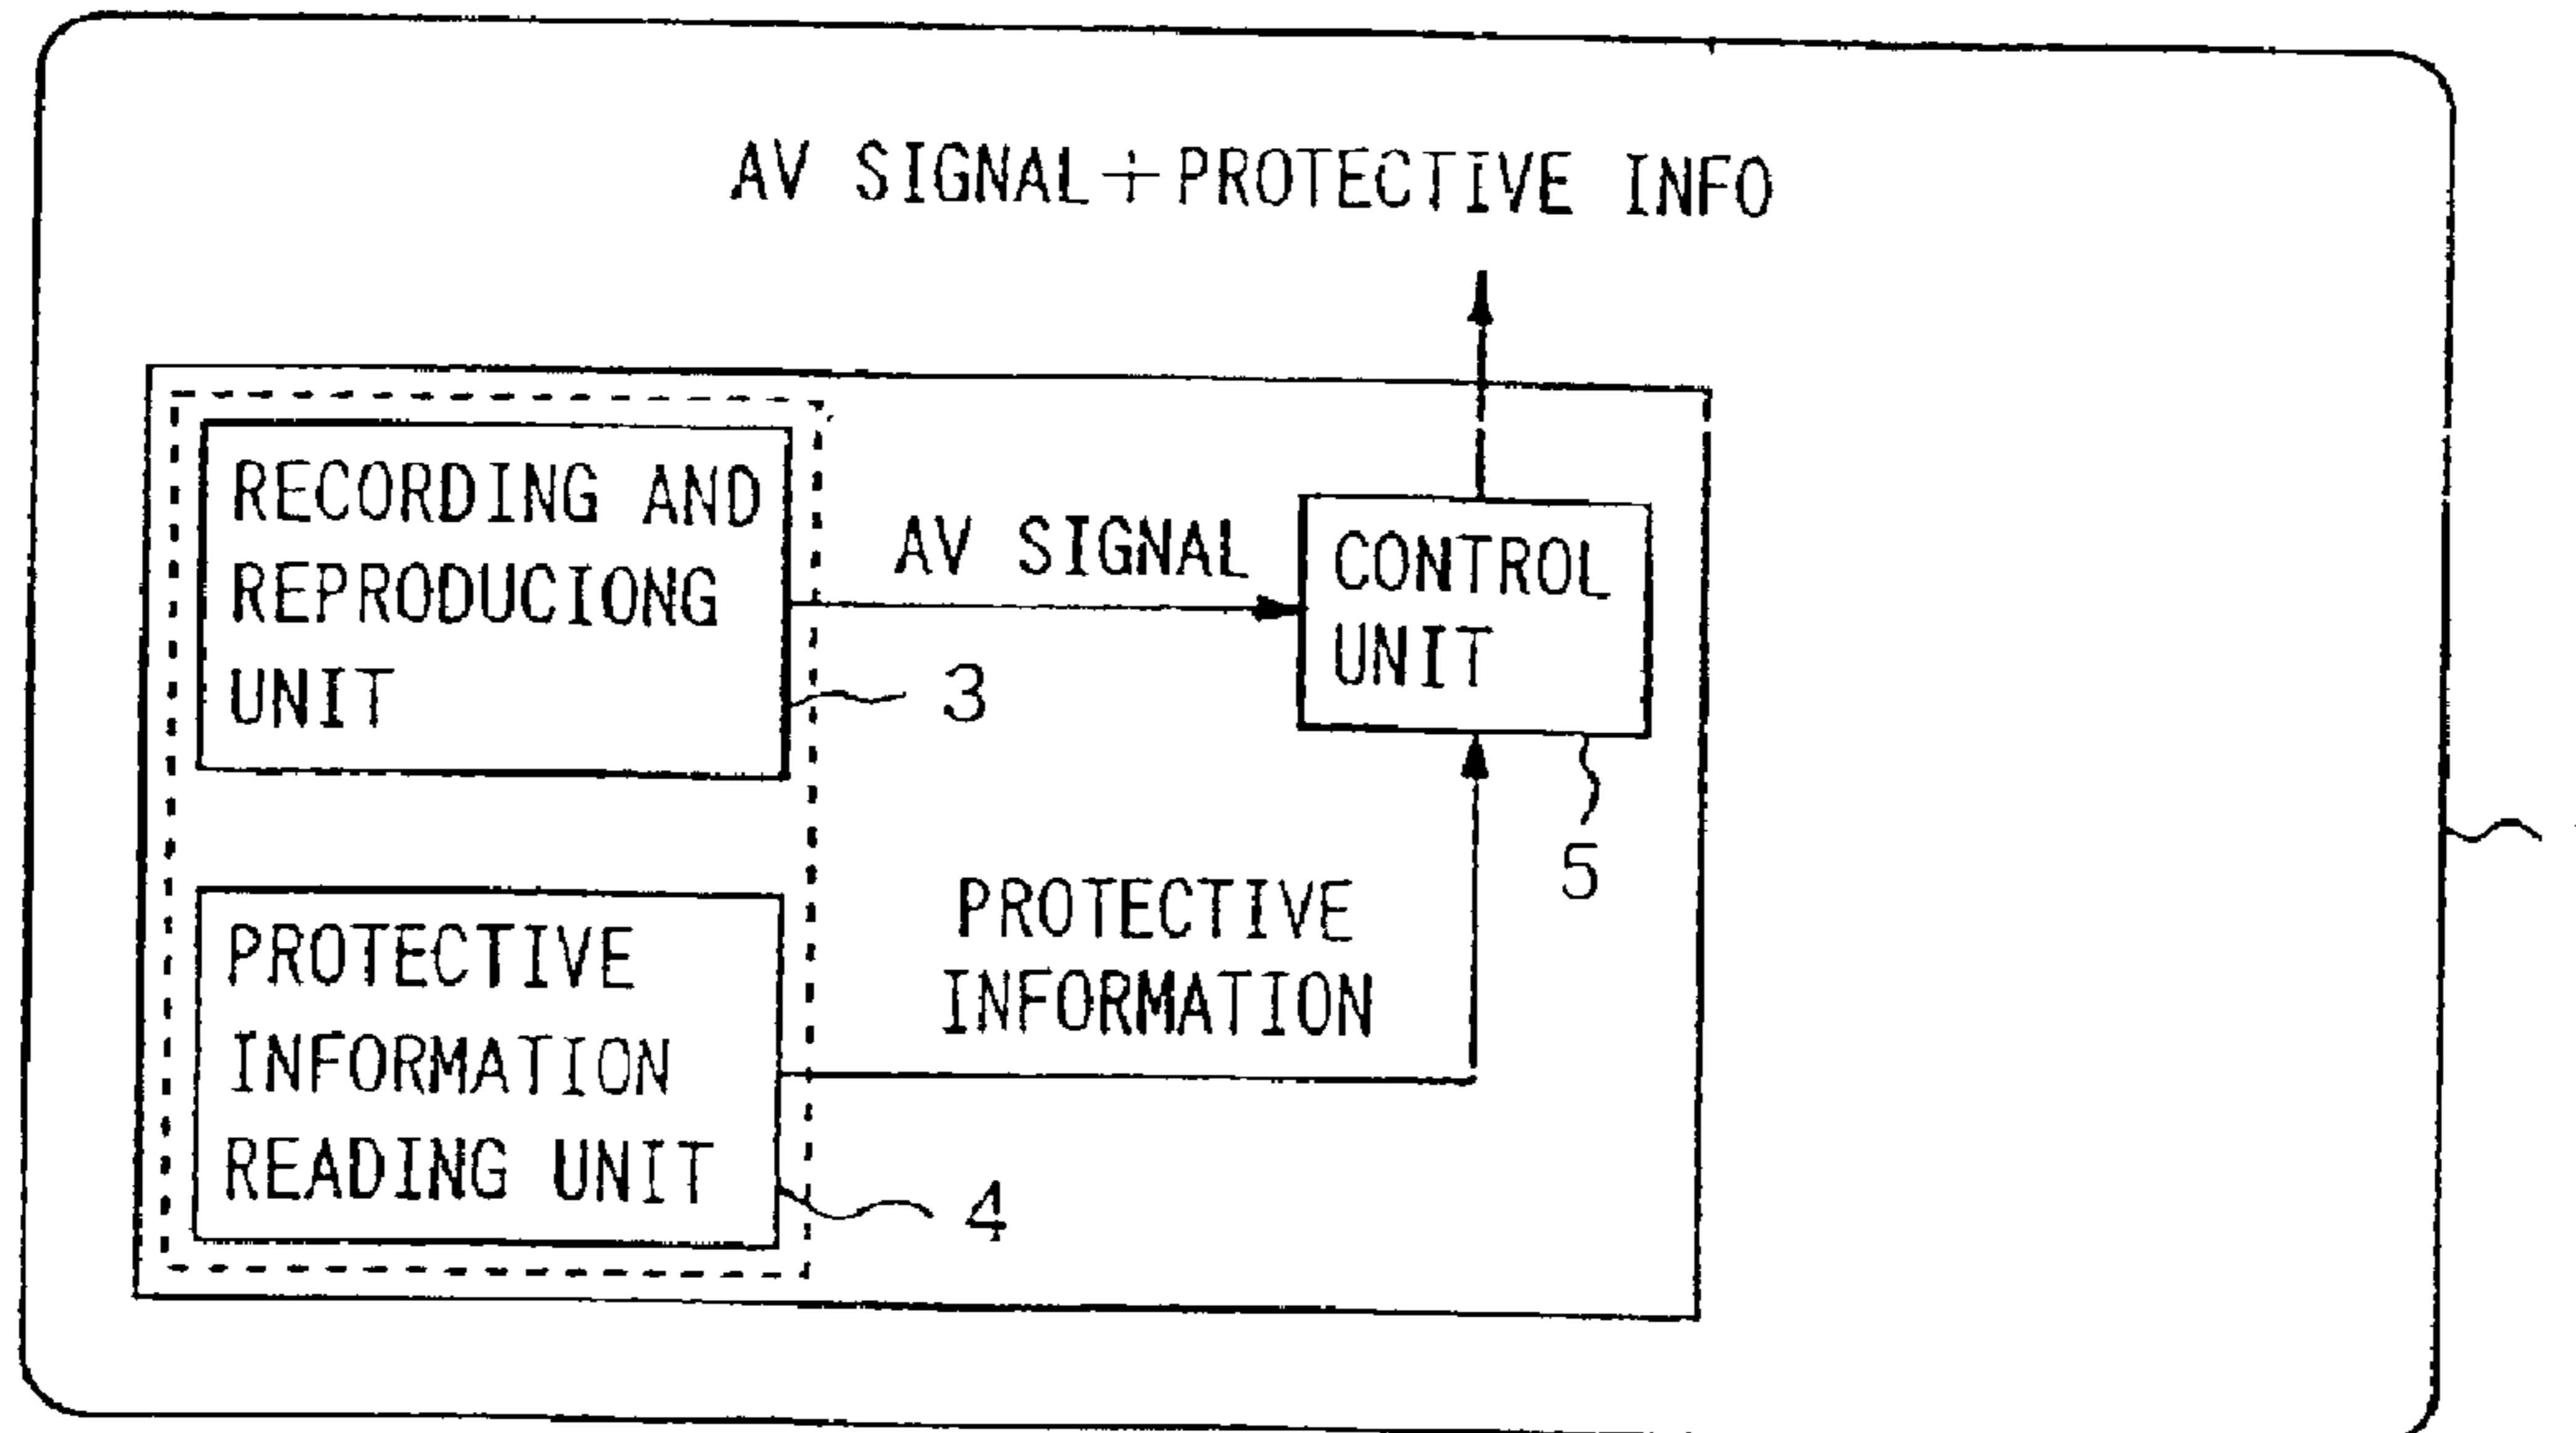 AV SIGNAL+PROTECTIVE INFO
RECORDING AND
REPRODUCIONG
UNIT
3
AV SIGNAL
CONTROL
UNIT
5
PROTECTIVE
INFORMATION
READING UNIT
4
PROTECTIVE
INFORMATION